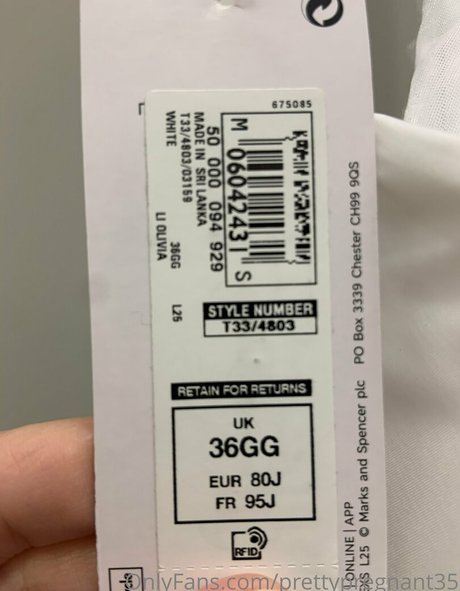 675085
M 06042431 S
50 000 094 929
MADE IN SRI LANKA
T33/4803/03159
WHITE
36GG
L25
LI OLIVIA
STYLE NUMBER
T33/4803
RETAIN FOR RETURNS
UK
36GG
EUR 80J
FR 95J
RFID
ONLINE | APP
L25 © Marks and Spencer plc PO Box 3339 Chester CH99 9QS
OnlyFans.com/prettypregnant35